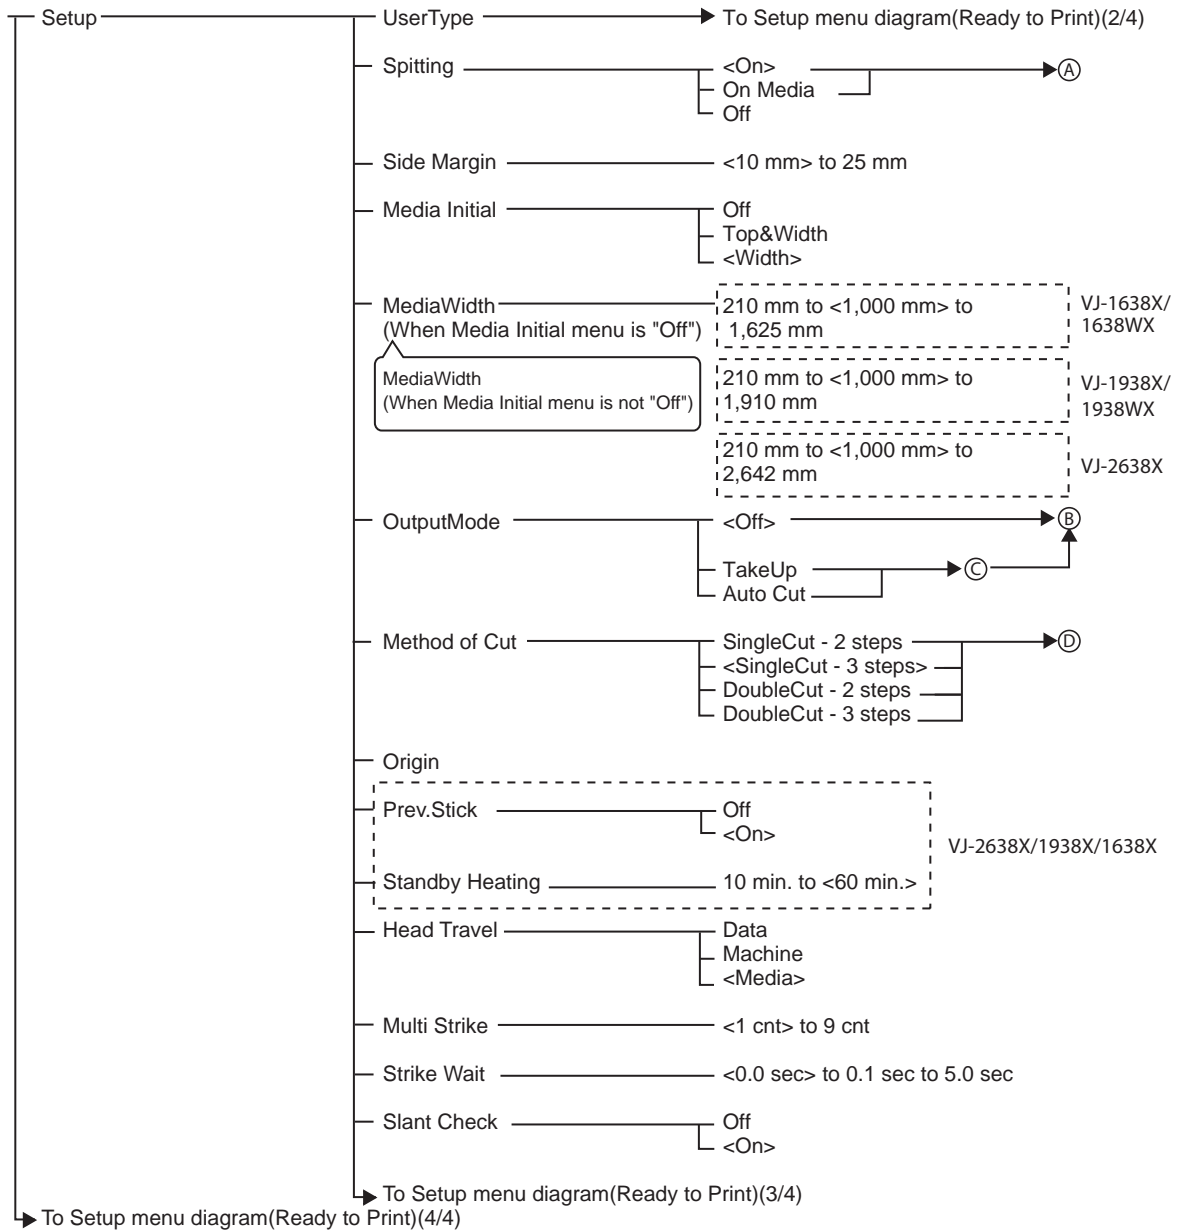 Setup
UserType
To Setup menu diagram(Ready to Print)(2/4)
Spitting
<On>
A
On Media
Off
Side Margin
<10 mm> to 25 mm
Media Initial
Off
Top&Width
<Width>
MediaWidth
(When Media Initial menu is "Off")
210 mm to <1,000 mm> to
1,625 mm
VJ-1638X/
1638WX
MediaWidth
(When Media Initial menu is not "Off")
210 mm to <1,000 mm> to
1,910 mm
VJ-1938X/
1938WX
210 mm to <1,000 mm> to
2,642 mm
VJ-2638X
OutputMode
<Off>
B
TakeUp
C
Auto Cut
Method of Cut
SingleCut - 2 steps
D
<SingleCut - 3 steps>
DoubleCut - 2 steps
DoubleCut - 3 steps
Origin
Prev.Stick
Off
<On>
VJ-2638X/1938X/1638X
Standby Heating
10 min. to <60 min.>
Head Travel
Data
Machine
<Media>
Multi Strike
<1 cnt> to 9 cnt
Strike Wait
<0.0 sec> to 0.1 sec to 5.0 sec
Slant Check
Off
<On>
To Setup menu diagram(Ready to Print)(3/4)
To Setup menu diagram(Ready to Print)(4/4)